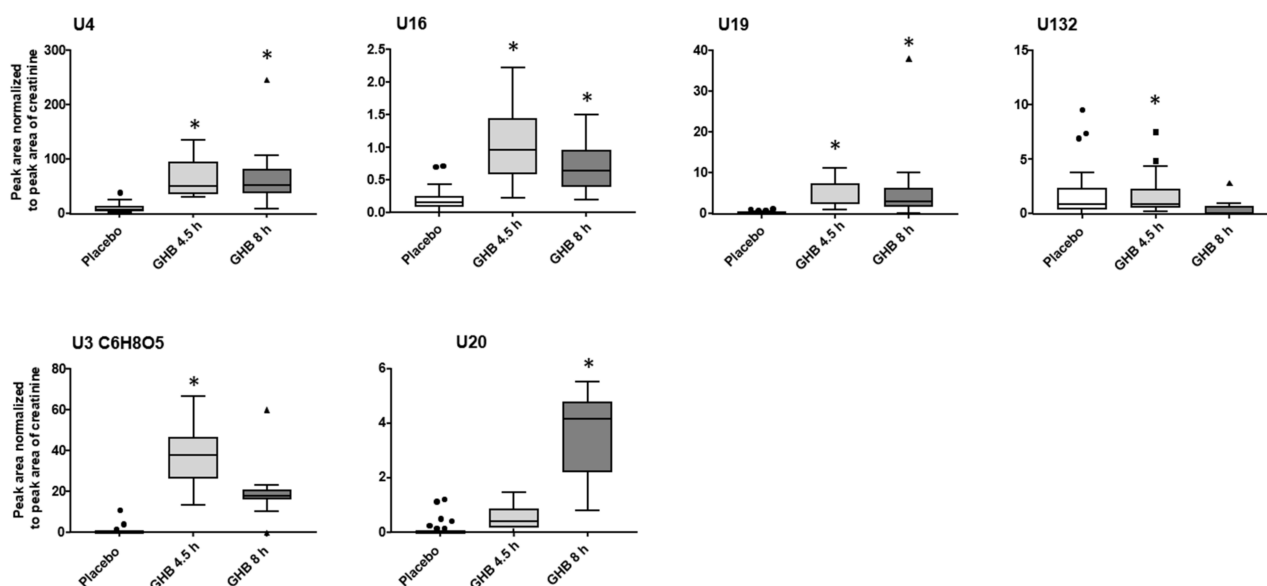 U4
Peak area normalized
to peak area of creatinine
300
200
100
0
Placebo
GHB 4.5 h
GHB 8 h
*
*
U16
2.5
2.0
1.5
1.0
0.5
0.0
Placebo
GHB 4.5 h
GHB 8 h
*
*
U19
40
30
20
10
0
Placebo
GHB 4.5 h
GHB 8 h
*
*
U132
15
10
5
0
Placebo
GHB 4.5 h
GHB 8 h
*
U3 C6H8O5
Peak area normalized
to peak area of creatinine
80
60
40
20
0
Placebo
GHB 4.5 h
GHB 8 h
*
U20
6
4
2
0
Placebo
GHB 4.5 h
GHB 8 h
*